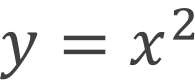 y = x²